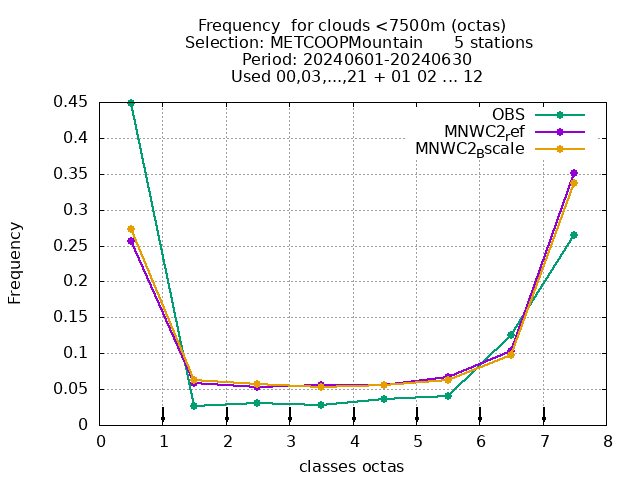 Frequency  for clouds <7500m (octas)
Selection: METCOOPMountain      5 stations
Period: 20240601-20240630
Used 00,03,...,21 + 01 02 ... 12
OBS
MNWC2ref
MNWC2Bscale
0.45
0.4
0.35
0.3
0.25
0.2
0.15
0.1
0.05
0
Frequency
0 1 2 3 4 5 6 7 8
classes octas